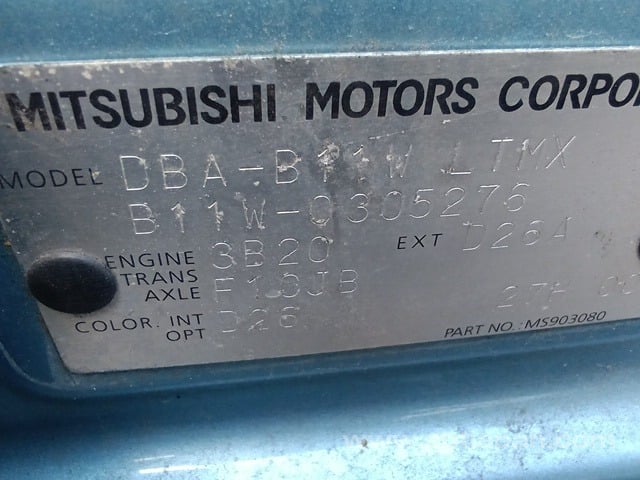 MITSUBISHI MOTORS CORPO
MODEL DBA-B11W LTMX
B11W-0305276
ENGINE 3B20 EXT D26A
TRANS
AXLE F1CJB
COLOR. INT
OPT D26
27H
PART NO.: MS903080